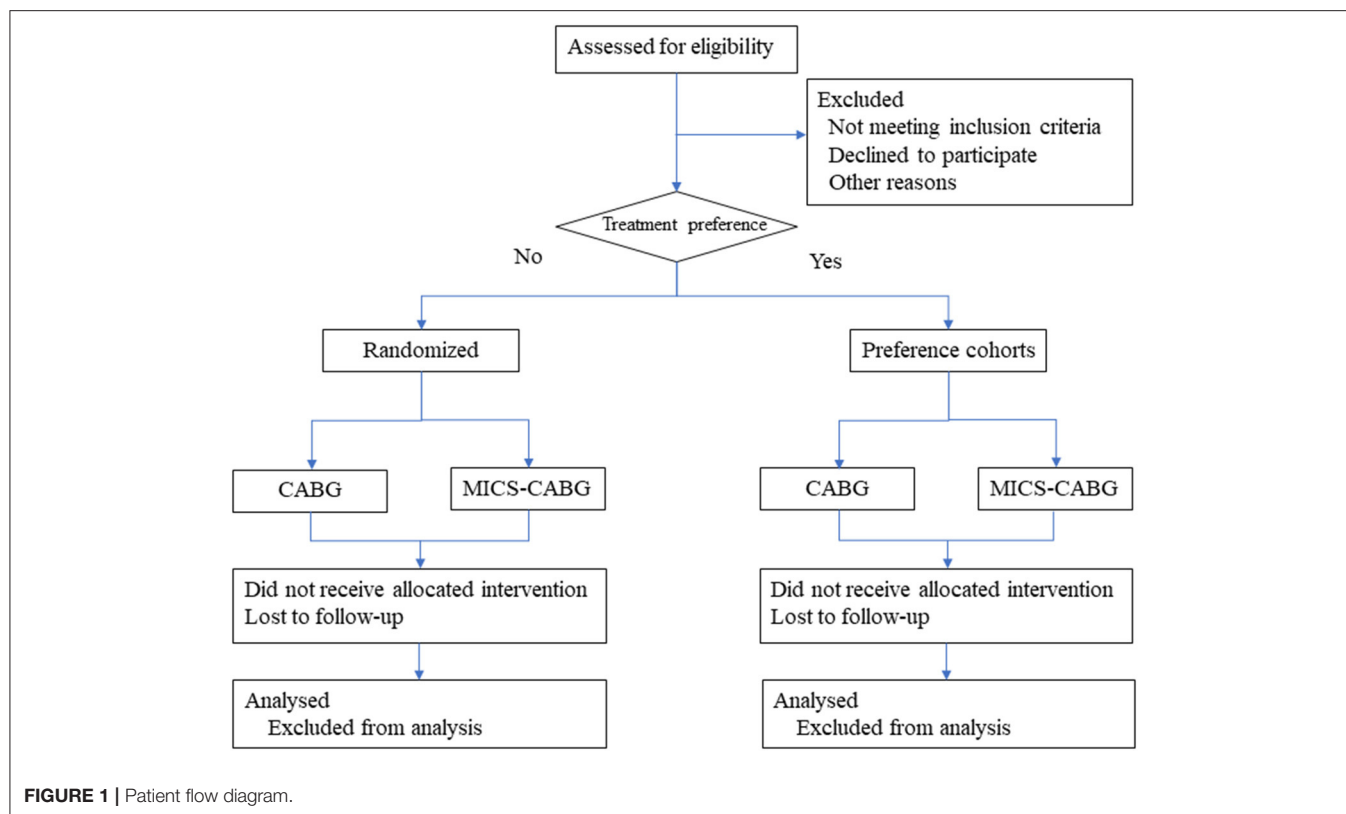 Assessed for eligibility
Excluded
Not meeting inclusion criteria
Declined to participate
Other reasons
Treatment preference
No
Yes
Randomized
Preference cohorts
CABG
MICS-CABG
CABG
MICS-CABG
Did not receive allocated intervention
Lost to follow-up
Did not receive allocated intervention
Lost to follow-up
Analysed
Excluded from analysis
Analysed
Excluded from analysis
FIGURE 1 | Patient flow diagram.